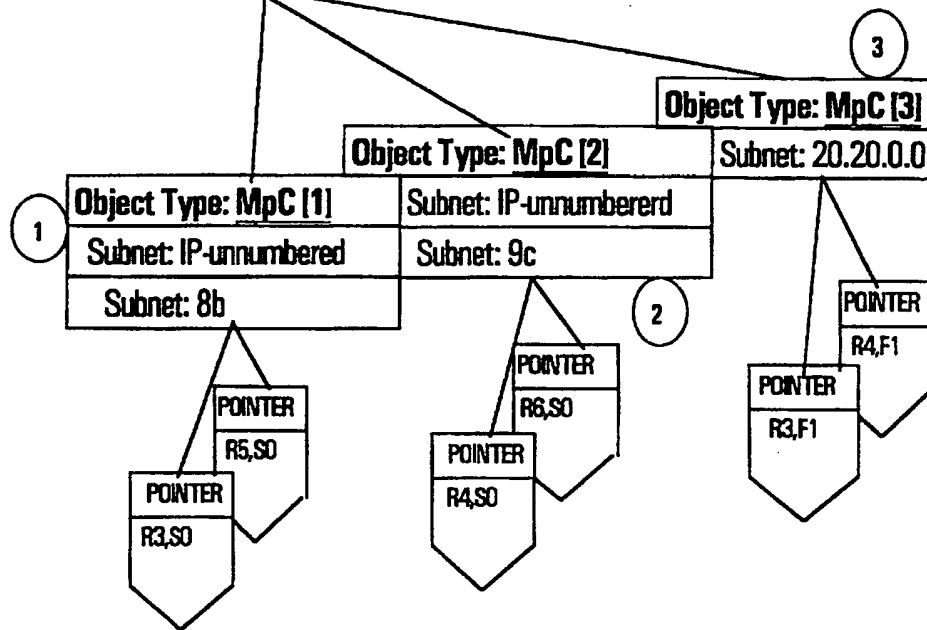 3
Object Type: MpC [3]
Subnet: 20.20.0.0
Object Type: MpC [2]
Subnet: IP-unnumbererd
Subnet: 9c
2
1
Object Type: MpC [1]
Subnet: IP-unnumbered
Subnet: 8b
POINTER
R5,S0
POINTER
R3,S0
POINTER
R6,S0
POINTER
R4,S0
POINTER
R4,F1
POINTER
R3,F1